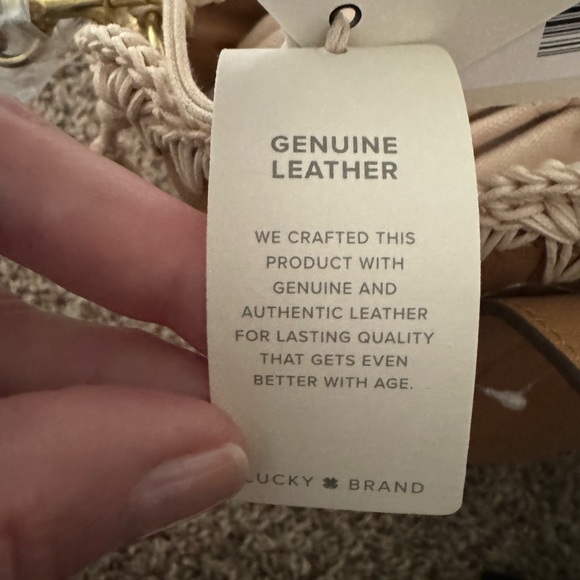 GENUINE
LEATHER
WE CRAFTED THIS
PRODUCT WITH
GENUINE AND
AUTHENTIC LEATHER
FOR LASTING QUALITY
THAT GETS EVEN
BETTER WITH AGE.
LUCKY BRAND